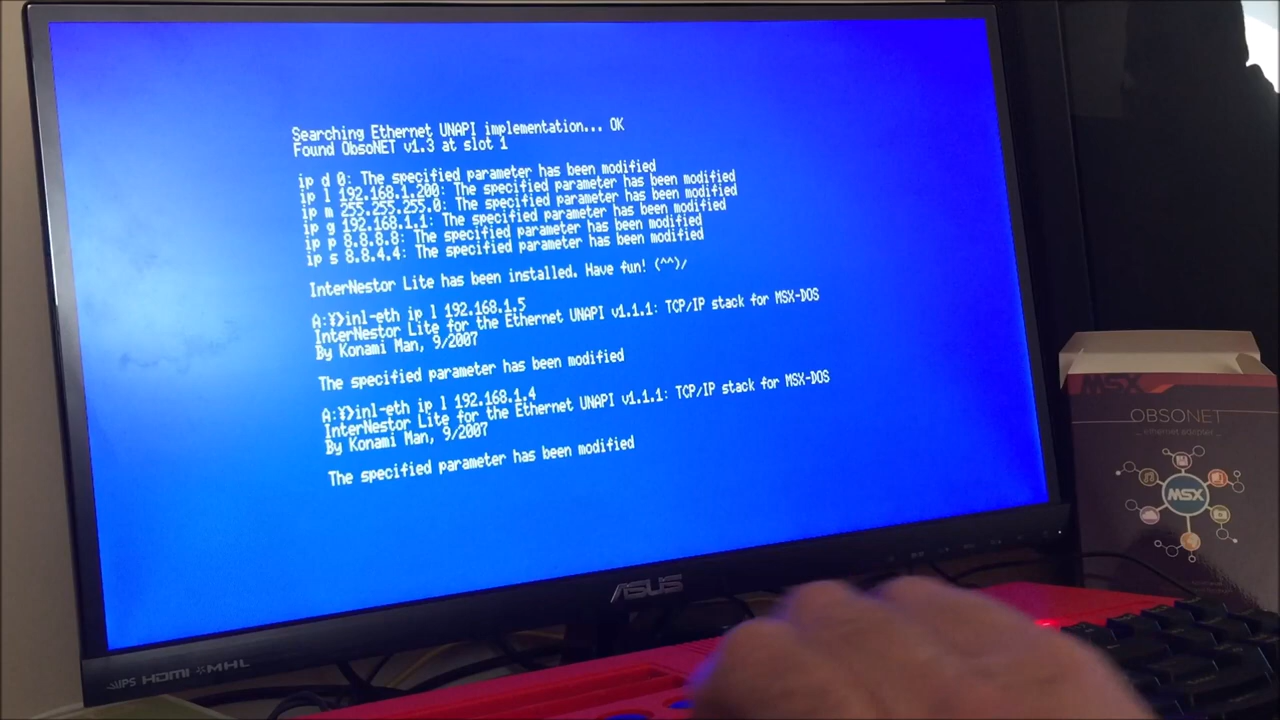 Searching Ethernet UNAPI implementation... OK
Found ObsoNET v1.3 at slot 1
ip d 0: The specified parameter has been modified
ip l 192.168.1.200: The specified parameter has been modified
ip m 255.255.255.0: The specified parameter has been modified
ip g 192.168.1.1: The specified parameter has been modified
ip p 8.8.8.8: The specified parameter has been modified
ip s 8.8.4.4: The specified parameter has been modified
InterNestor Lite has been installed. Have fun! (^^)/
A:¥>inl-eth ip l 192.168.1.5
InterNestor Lite for the Ethernet UNAPI v1.1.1: TCP/IP stack for MSX-DOS
By Konami Man, 9/2007
The specified parameter has been modified
A:¥>inl-eth ip l 192.168.1.4
InterNestor Lite for the Ethernet UNAPI v1.1.1: TCP/IP stack for MSX-DOS
By Konami Man, 9/2007
The specified parameter has been modified
ASUS
IPS HDMI MHL
MSX
OBSONET
ethernet adapter
MSX